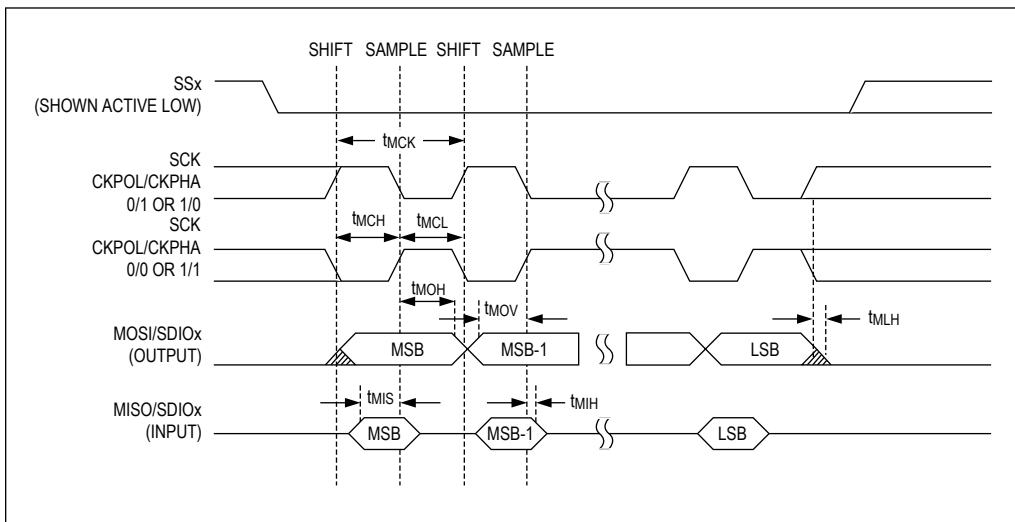 SHIFT SAMPLE SHIFT SAMPLE
SSx
(SHOWN ACTIVE LOW)
tMCK
SCK
CKPOL/CKPHA
0/1 OR 1/0
tMCH tMCL
SCK
CKPOL/CKPHA
0/0 OR 1/1
tMOH
tMOV
tMLH
MOSI/SDIOx
(OUTPUT)
MSB MSB-1 LSB
tMIS
tMIH
MISO/SDIOx
(INPUT)
MSB MSB-1 LSB